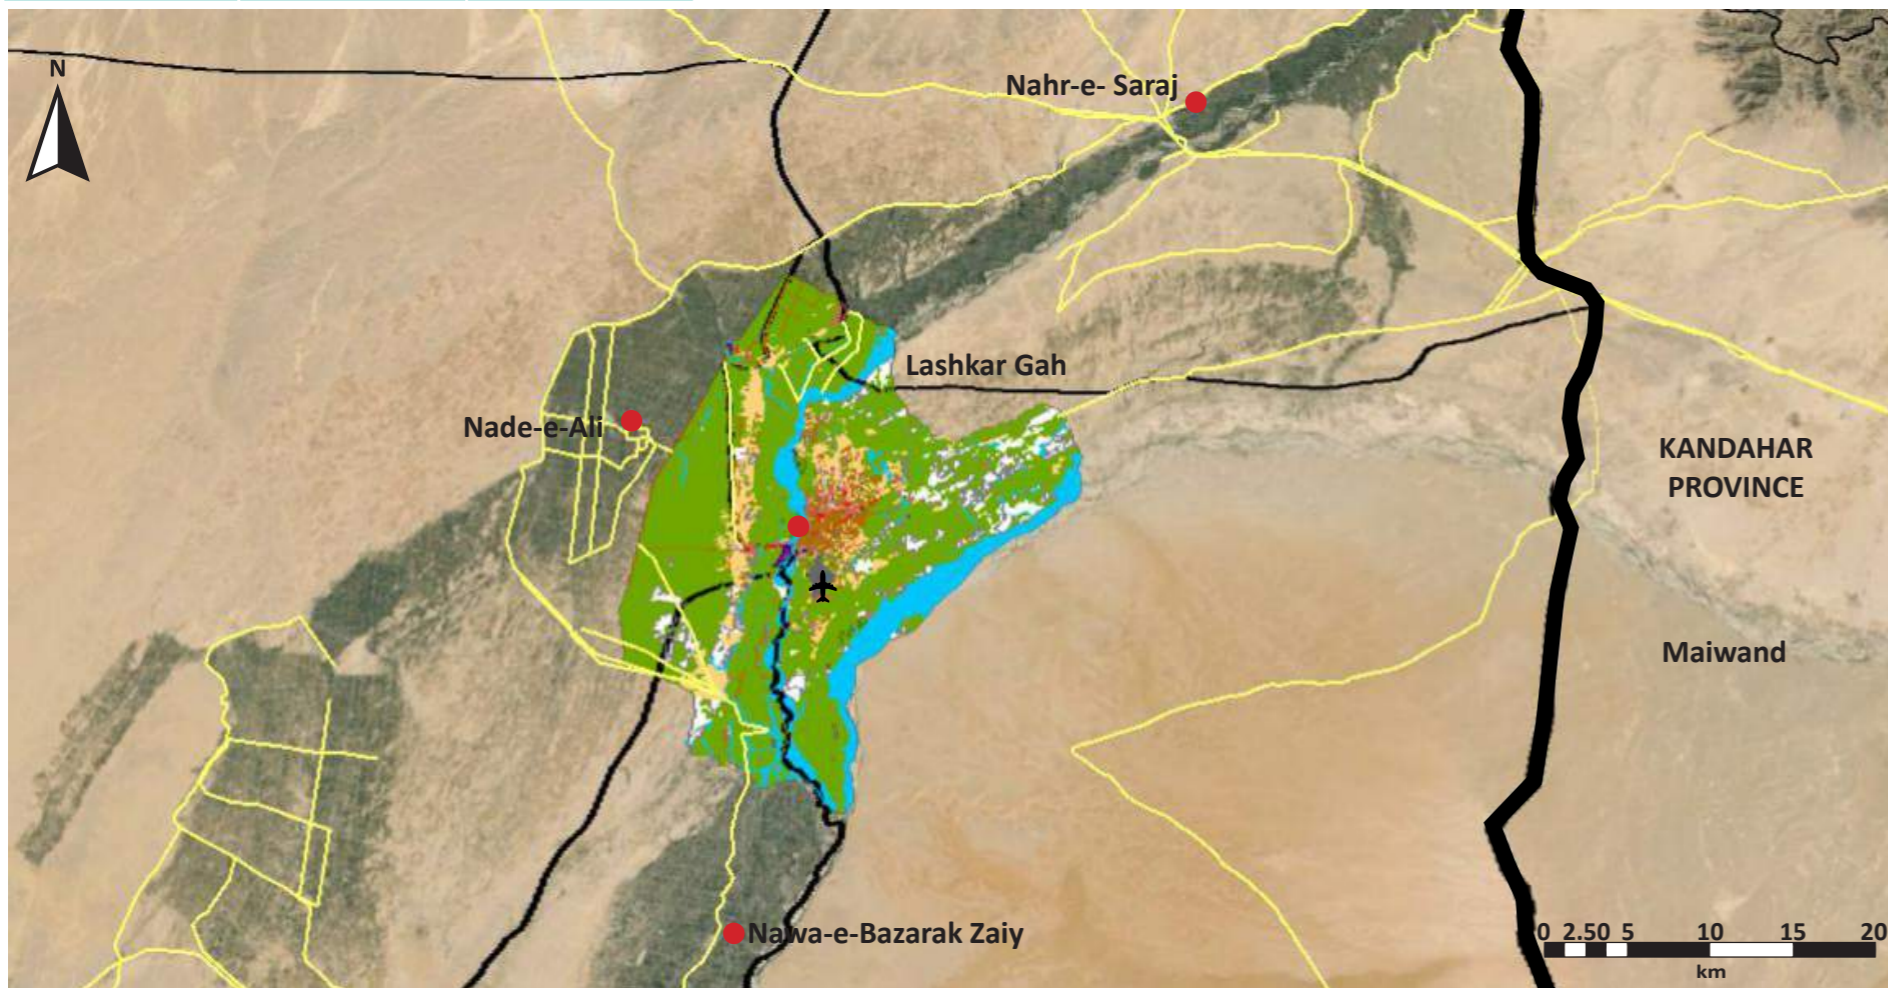 N
Nahr-e- Saraj
Lashkar Gah
Nade-e-Ali
KANDAHAR
PROVINCE
Maiwand
Nawa-e-Bazarak Zaiy
0 2.50 5 10 15 20
km